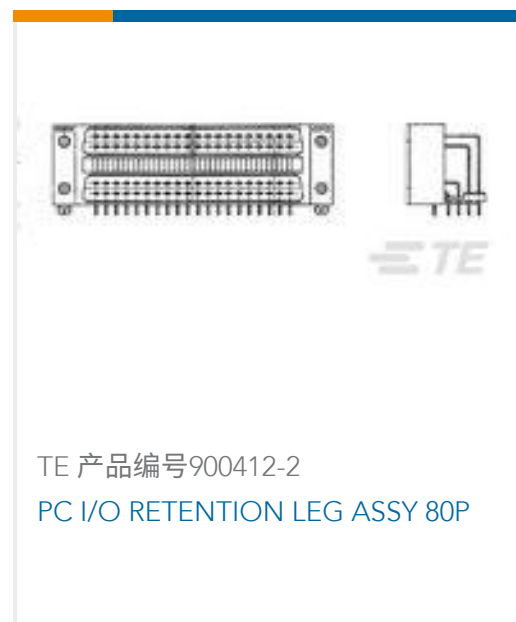 TE
TE 产品编号900412-2
PC I/O RETENTION LEG ASSY 80P